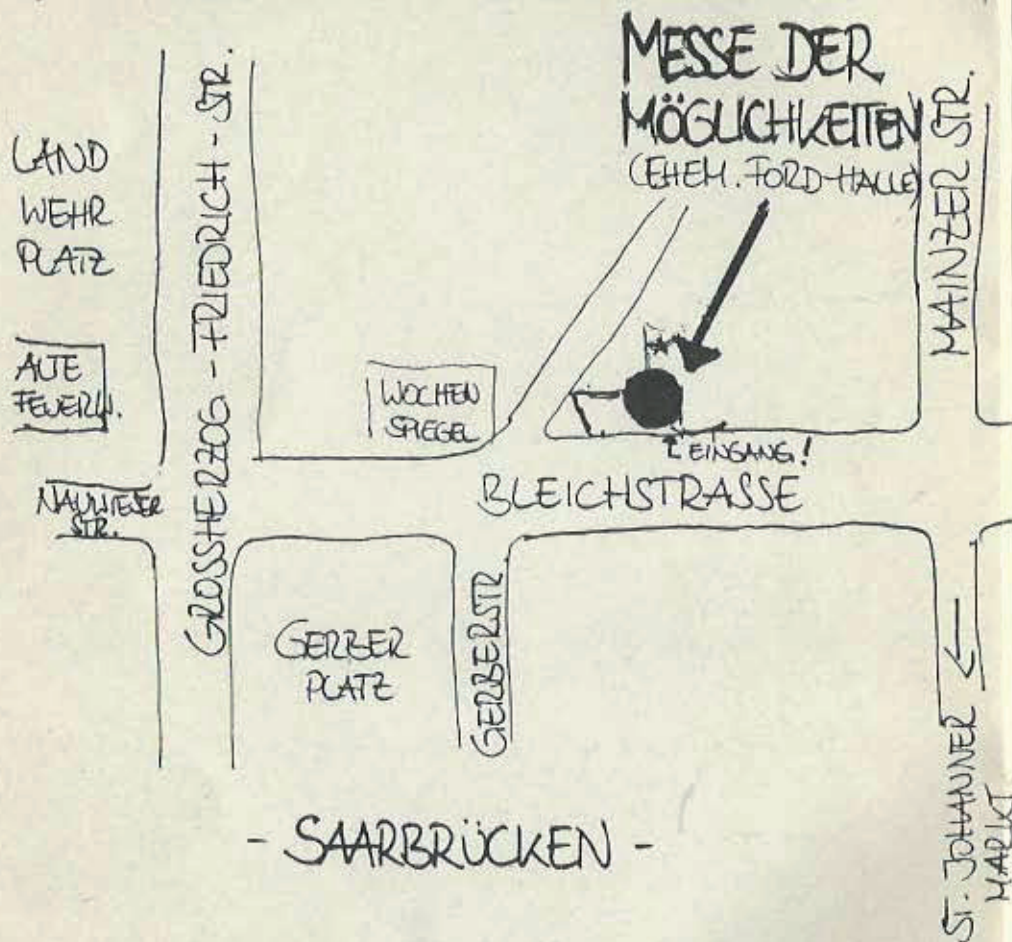 MESSE DER
MÖGLICHKEITEN
(EHEM. FORD-HALLE)
LAND
WEHR
PLATZ
GROSSHERZOG-FRIEDRICH-STR.
MAINZER STR.
ALTE
FEUERW.
WOCHEN
SPIEGEL
EINGANG!
NAUWIESER
STR.
BLEICHSTRASSE
GERBER
PLATZ
GERBERSTR
ST. JOHANNER
MARKT
- SAARBRÜCKEN -